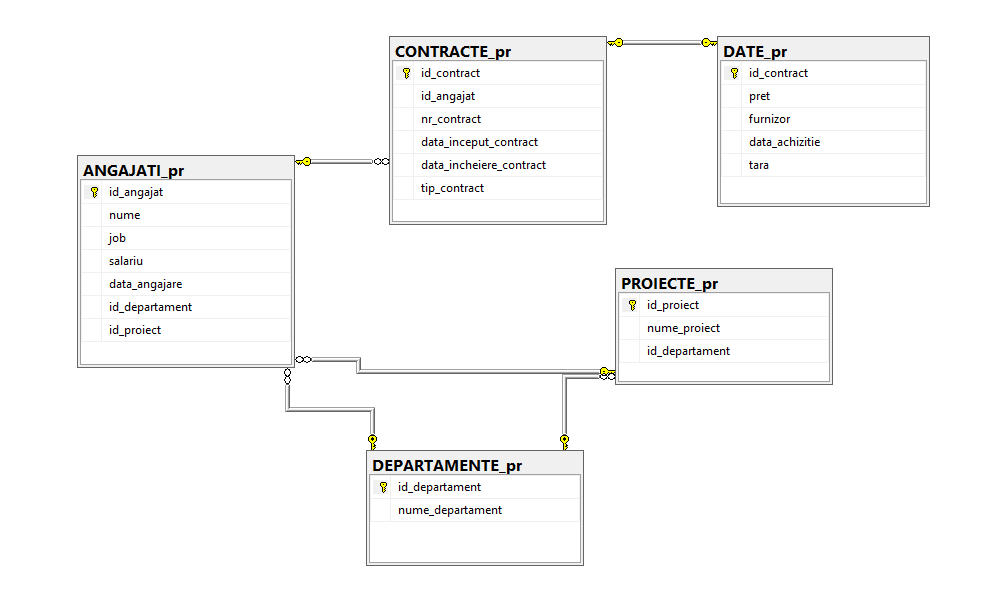 CONTRACTE_pr
id_contract
id_angajat
nr_contract
data_inceput_contract
data_incheiere_contract
tip_contract
DATE_pr
id_contract
pret
furnizor
data_achizitie
tara
ANGAJATI_pr
id_angajat
nume
job
salariu
data_angajare
id_departament
id_proiect
PROIECTE_pr
id_proiect
nume_proiect
id_departament
DEPARTAMENTE_pr
id_departament
nume_departament